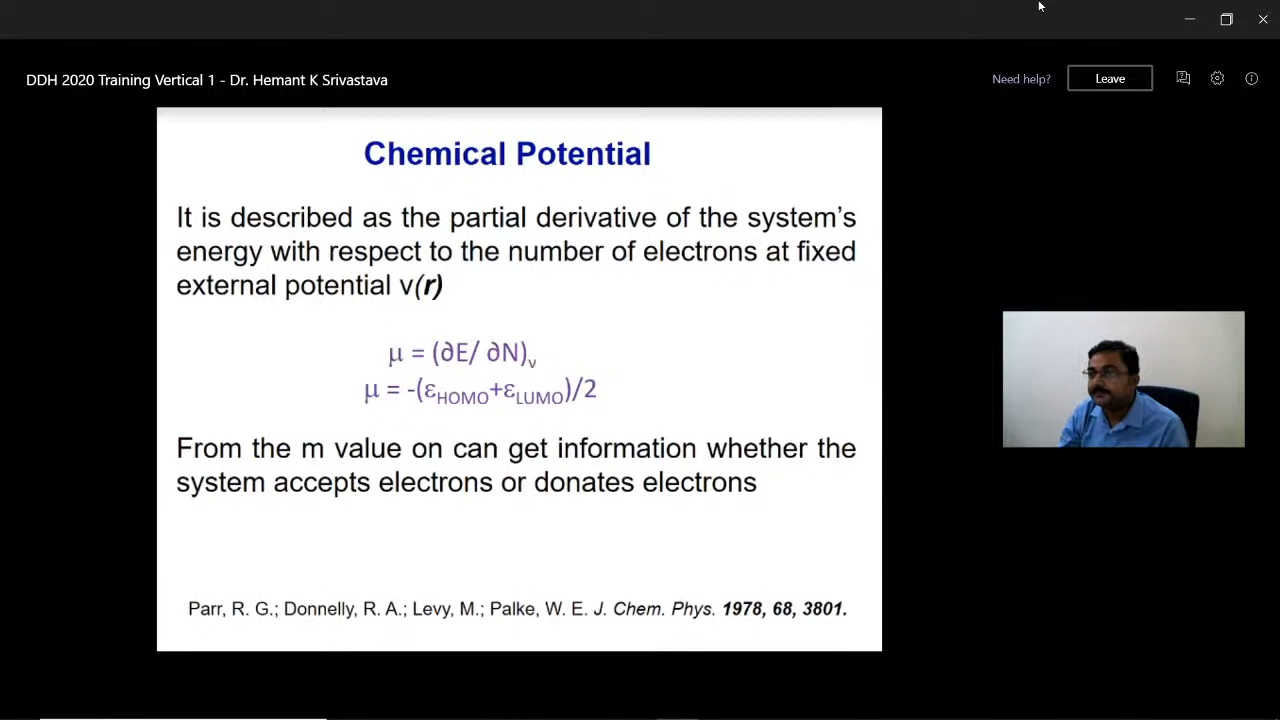 DDH 2020 Training Vertical 1 - Dr. Hemant K Srivastava
Need help?
Leave
Chemical Potential
It is described as the partial derivative of the system’s
energy with respect to the number of electrons at fixed
external potential v(r)
μ = (∂E/ ∂N)ᵥ
μ = -(εHOMO+εLUMO)/2
From the m value on can get information whether the
system accepts electrons or donates electrons
Parr, R. G.; Donnelly, R. A.; Levy, M.; Palke, W. E. J. Chem. Phys. 1978, 68, 3801.